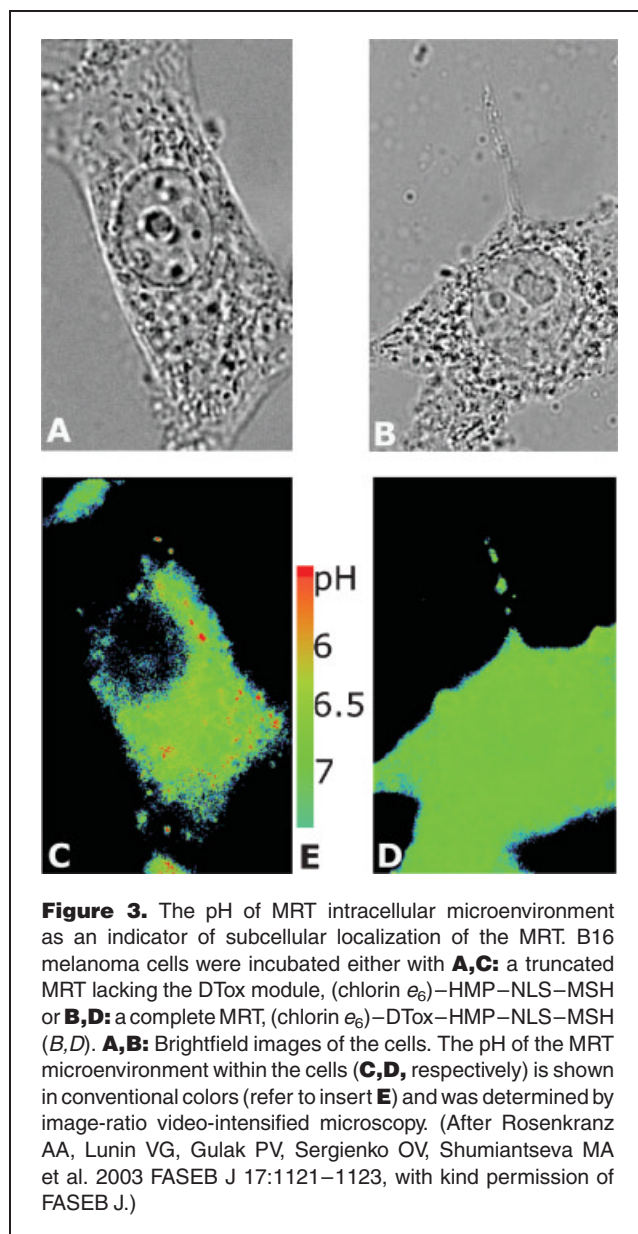 A
B
pH
6
6.5
7
C
E
D
Figure 3. The pH of MRT intracellular microenvironment
as an indicator of subcellular localization of the MRT. B16
melanoma cells were incubated either with A,C: a truncated
MRT lacking the DTox module, (chlorin e6)–HMP–NLS–MSH
or B,D: a complete MRT, (chlorin e6)–DTox–HMP–NLS–MSH
(B,D). A,B: Brightfield images of the cells. The pH of the MRT
microenvironment within the cells (C,D, respectively) is shown
in conventional colors (refer to insert E) and was determined by
image-ratio video-intensified microscopy. (After Rosenkranz
AA, Lunin VG, Gulak PV, Sergienko OV, Shumiantseva MA
et al. 2003 FASEB J 17:1121–1123, with kind permission of
FASEB J.)